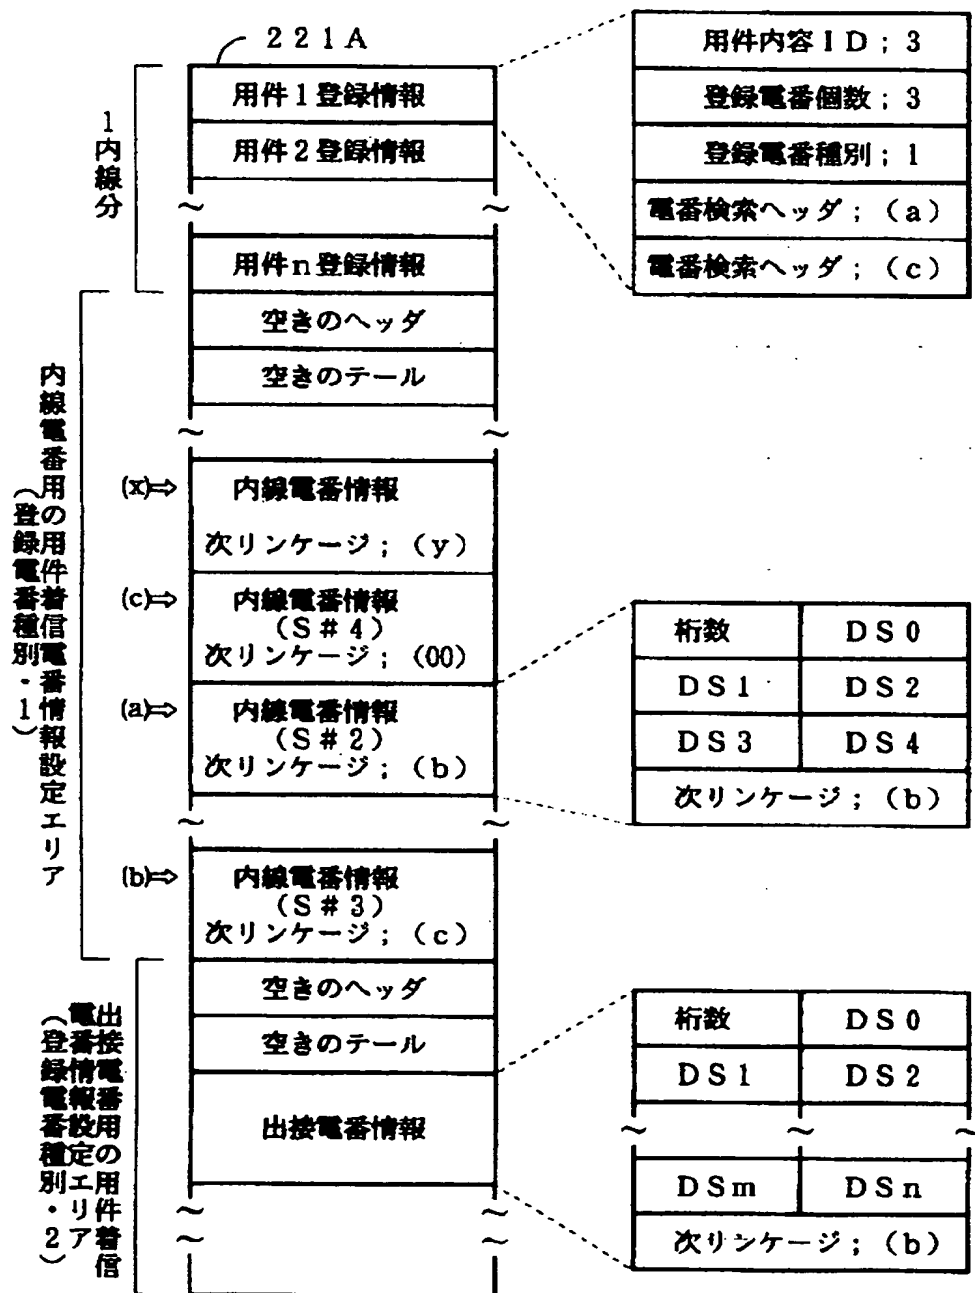 221A
1内線分
用件1登録情報
用件2登録情報
用件n登録情報
用件内容ID；3
登録電番個数；3
登録電番種別；1
電番検索ヘッダ；（a）
電番検索ヘッダ；（c）
内線電番用の用件着信電番情報設定エリア
（登録電番種別・1）
空きのヘッダ
空きのテール
(x)⇨
内線電番情報
次リンケージ；（y）
(c)⇨
内線電番情報
（S＃4）
次リンケージ；（00）
(a)⇨
内線電番情報
（S＃2）
次リンケージ；（b）
(b)⇨
内線電番情報
（S＃3）
次リンケージ；（c）
桁数 DS0
DS1 DS2
DS3 DS4
次リンケージ；（b）
出接電番用の用件着信
電番情報設定エリア
（登録電番種別・2）
空きのヘッダ
空きのテール
出接電番情報
桁数 DS0
DS1 DS2
DSm DSn
次リンケージ；（b）